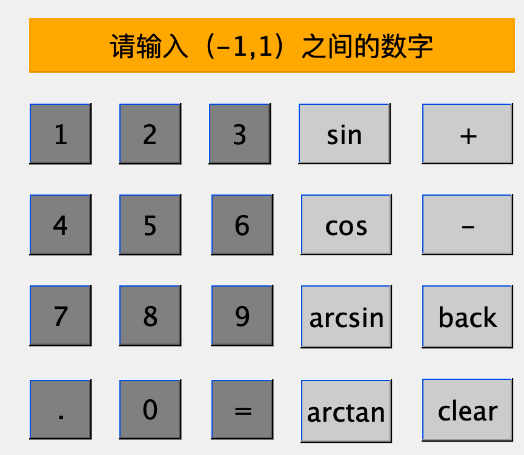 请输入（-1,1）之间的数字
1 2 3 sin +
4 5 6 cos -
7 8 9 arcsin back
. 0 = arctan clear